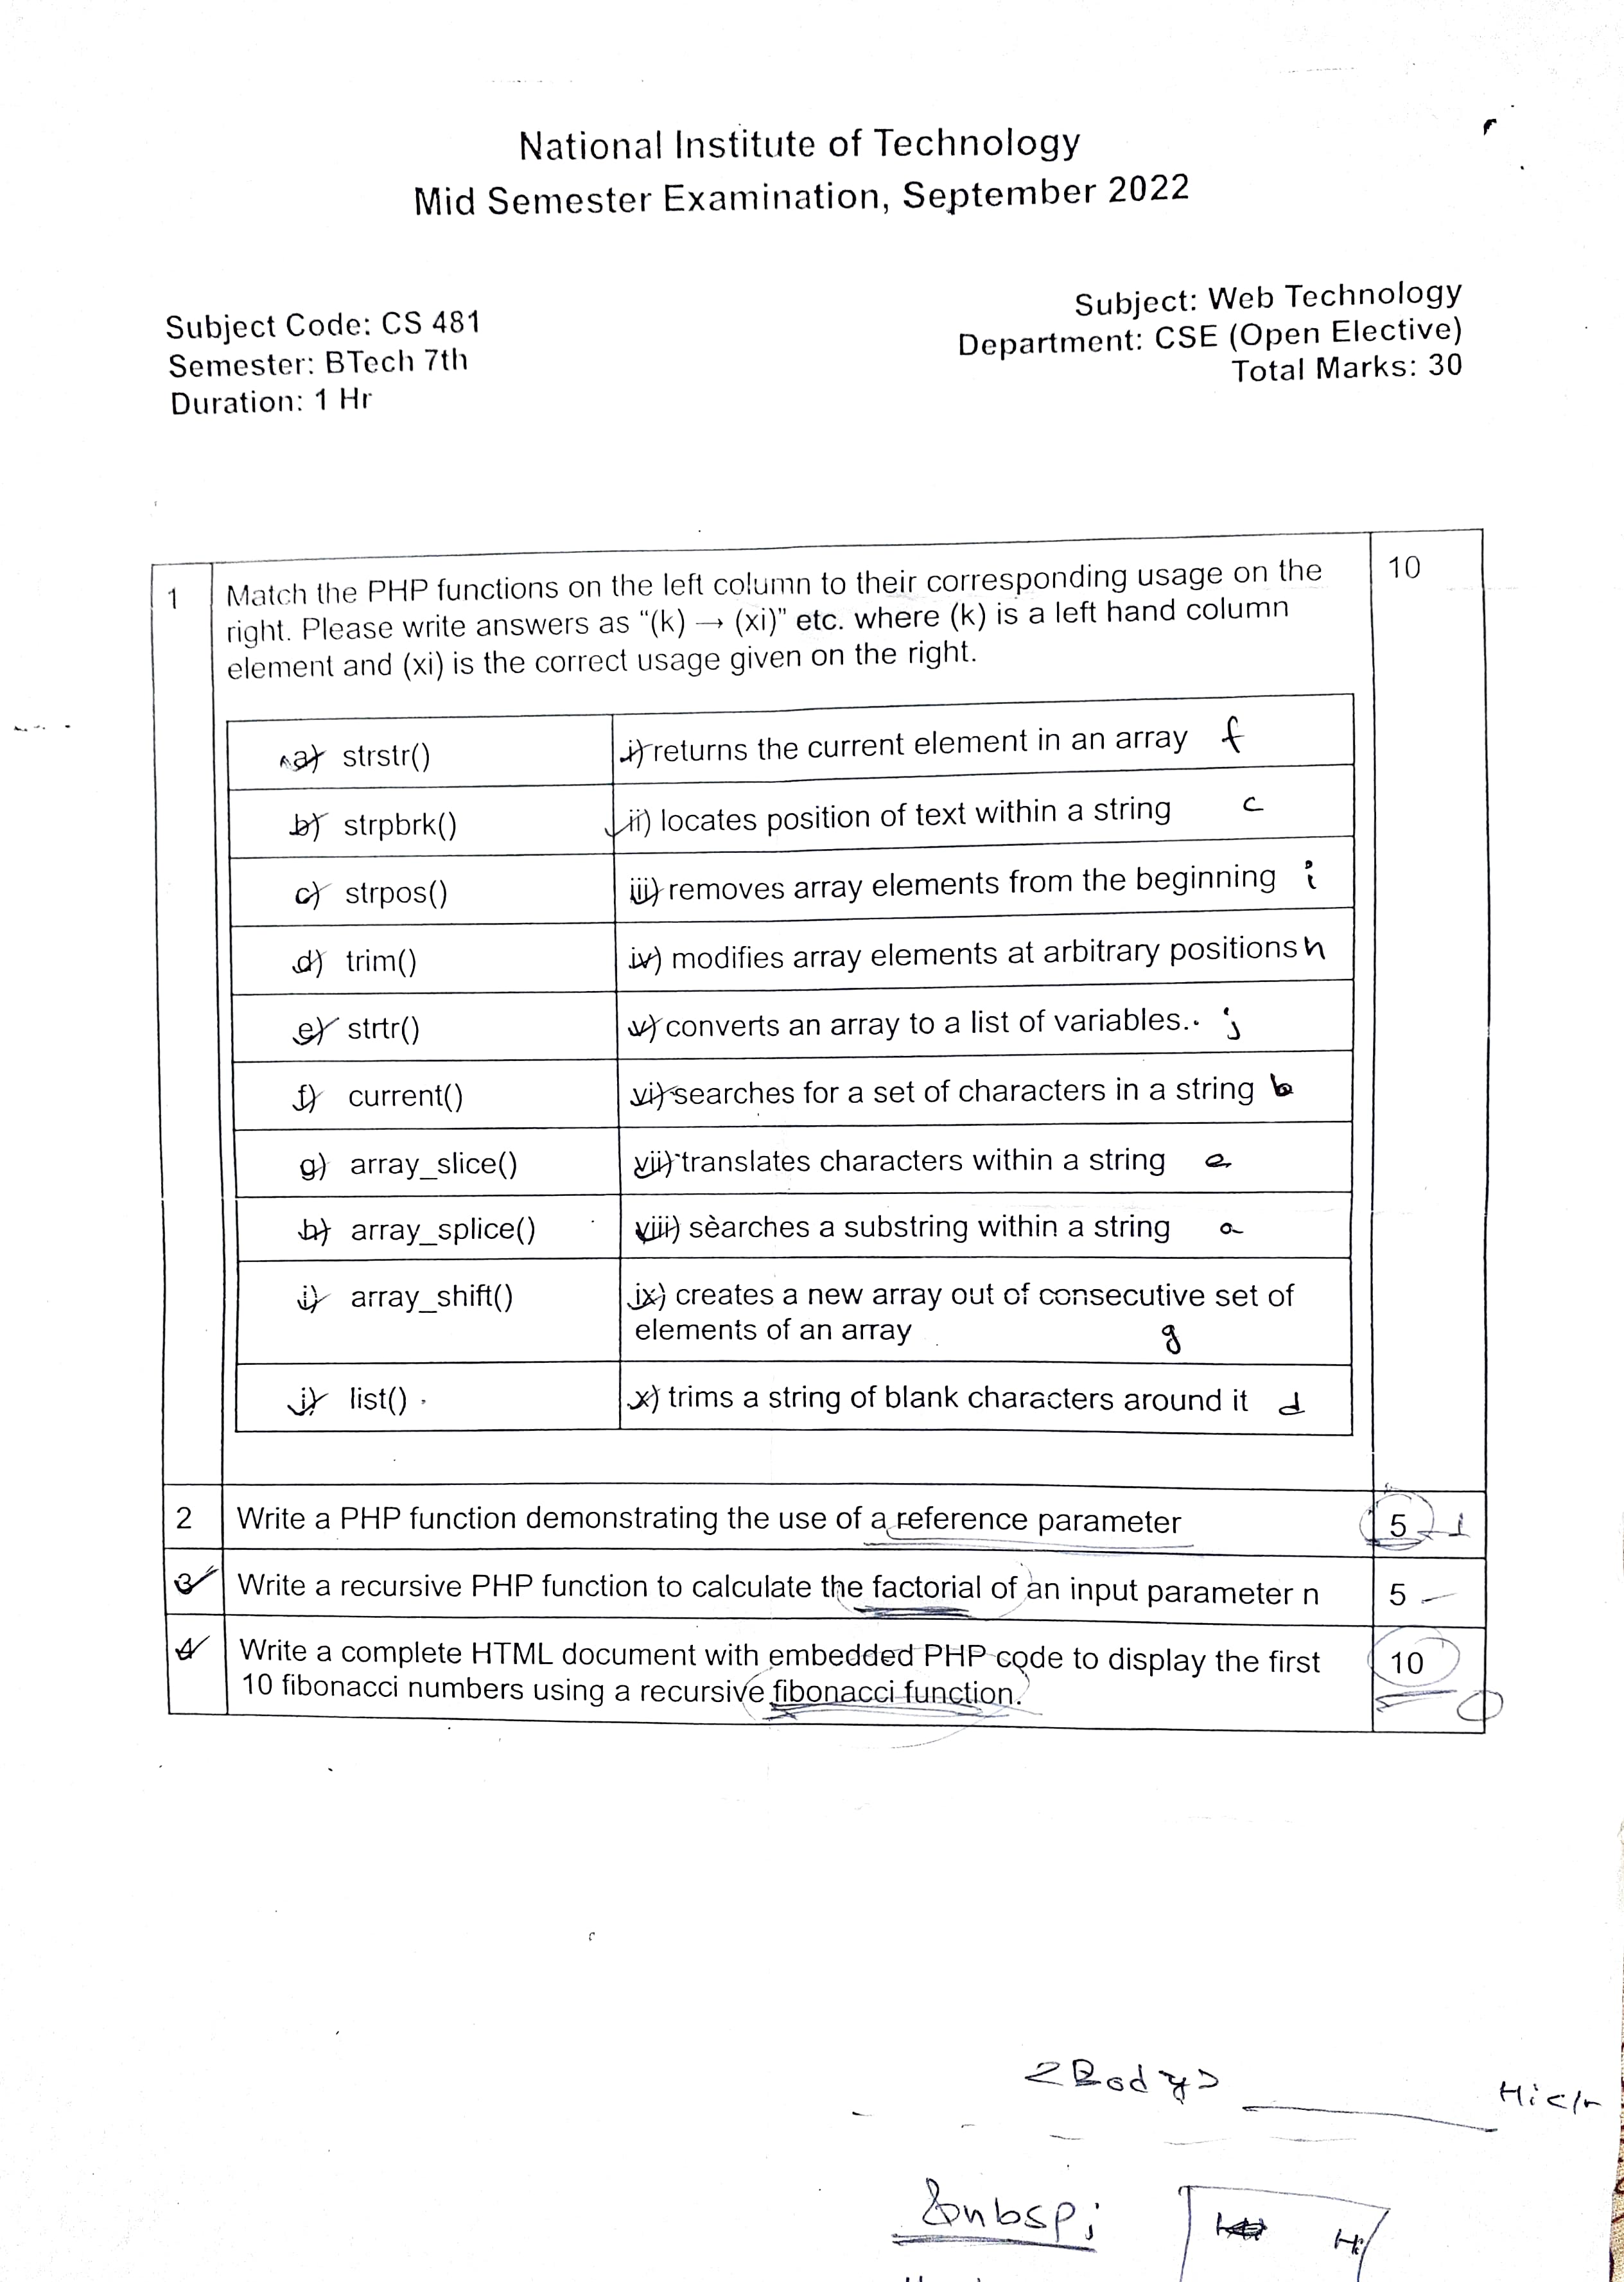 National Institute of Technology
Mid Semester Examination, September 2022
Subject Code: CS 481
Semester: BTech 7th
Duration: 1 Hr
Subject: Web Technology
Department: CSE (Open Elective)
Total Marks: 30
1 Match the PHP functions on the left column to their corresponding usage on the 10
right. Please write answers as “(k) → (xi)” etc. where (k) is a left hand column
element and (xi) is the correct usage given on the right.
a) strstr() i) returns the current element in an array f
b) strpbrk() ii) locates position of text within a string c
c) strpos() iii) removes array elements from the beginning i
d) trim() iv) modifies array elements at arbitrary positions h
e) strtr() v) converts an array to a list of variables. j
f) current() vi) searches for a set of characters in a string b
g) array_slice() vii) translates characters within a string e
h) array_splice() viii) searches a substring within a string a
i) array_shift() ix) creates a new array out of consecutive set of
elements of an array g
j) list() x) trims a string of blank characters around it d
2 Write a PHP function demonstrating the use of a reference parameter 5
3 Write a recursive PHP function to calculate the factorial of an input parameter n 5
4 Write a complete HTML document with embedded PHP code to display the first 10
10 fibonacci numbers using a recursive fibonacci function.
<Body>
&nbsp;